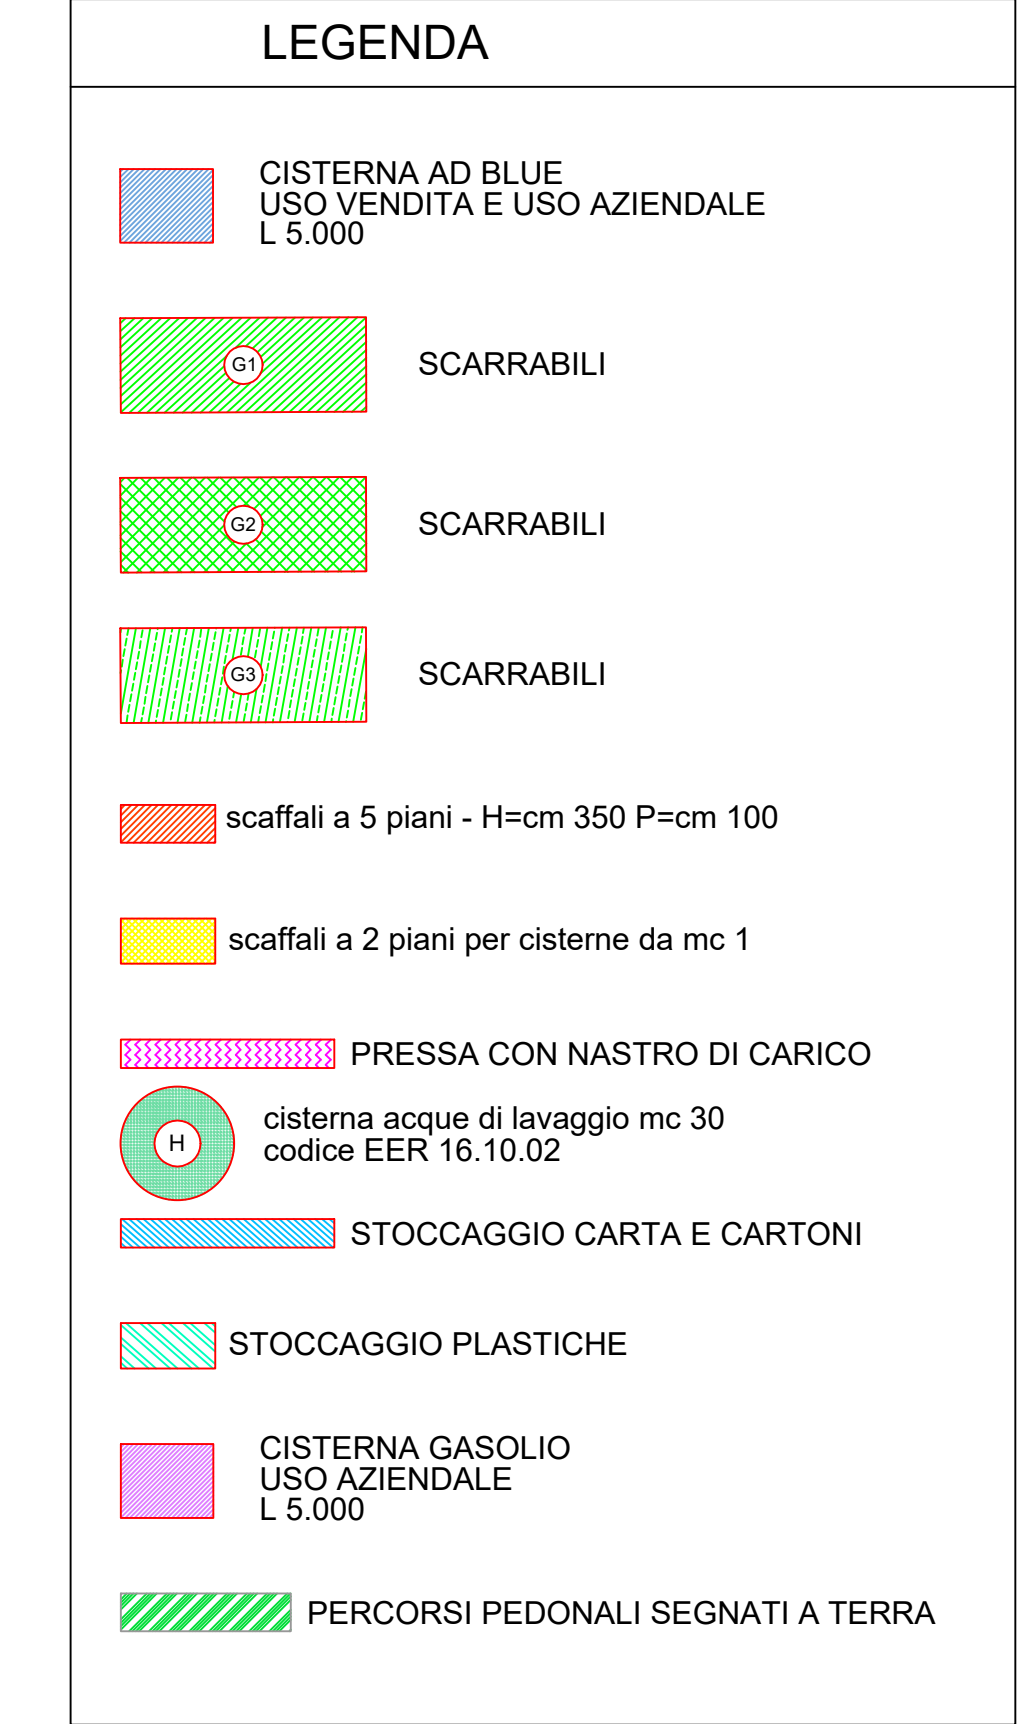 LEGENDA
CISTERNA AD BLUE
USO VENDITA E USO AZIENDALE
L 5.000
G1 SCARRABILI
G2 SCARRABILI
G3 SCARRABILI
scaffali a 5 piani - H=cm 350 P=cm 100
scaffali a 2 piani per cisterne da mc 1
PRESSA CON NASTRO DI CARICO
H
cisterna acque di lavaggio mc 30
codice EER 16.10.02
STOCCAGGIO CARTA E CARTONI
STOCCAGGIO PLASTICHE
CISTERNA GASOLIO
USO AZIENDALE
L 5.000
PERCORSI PEDONALI SEGNATI A TERRA